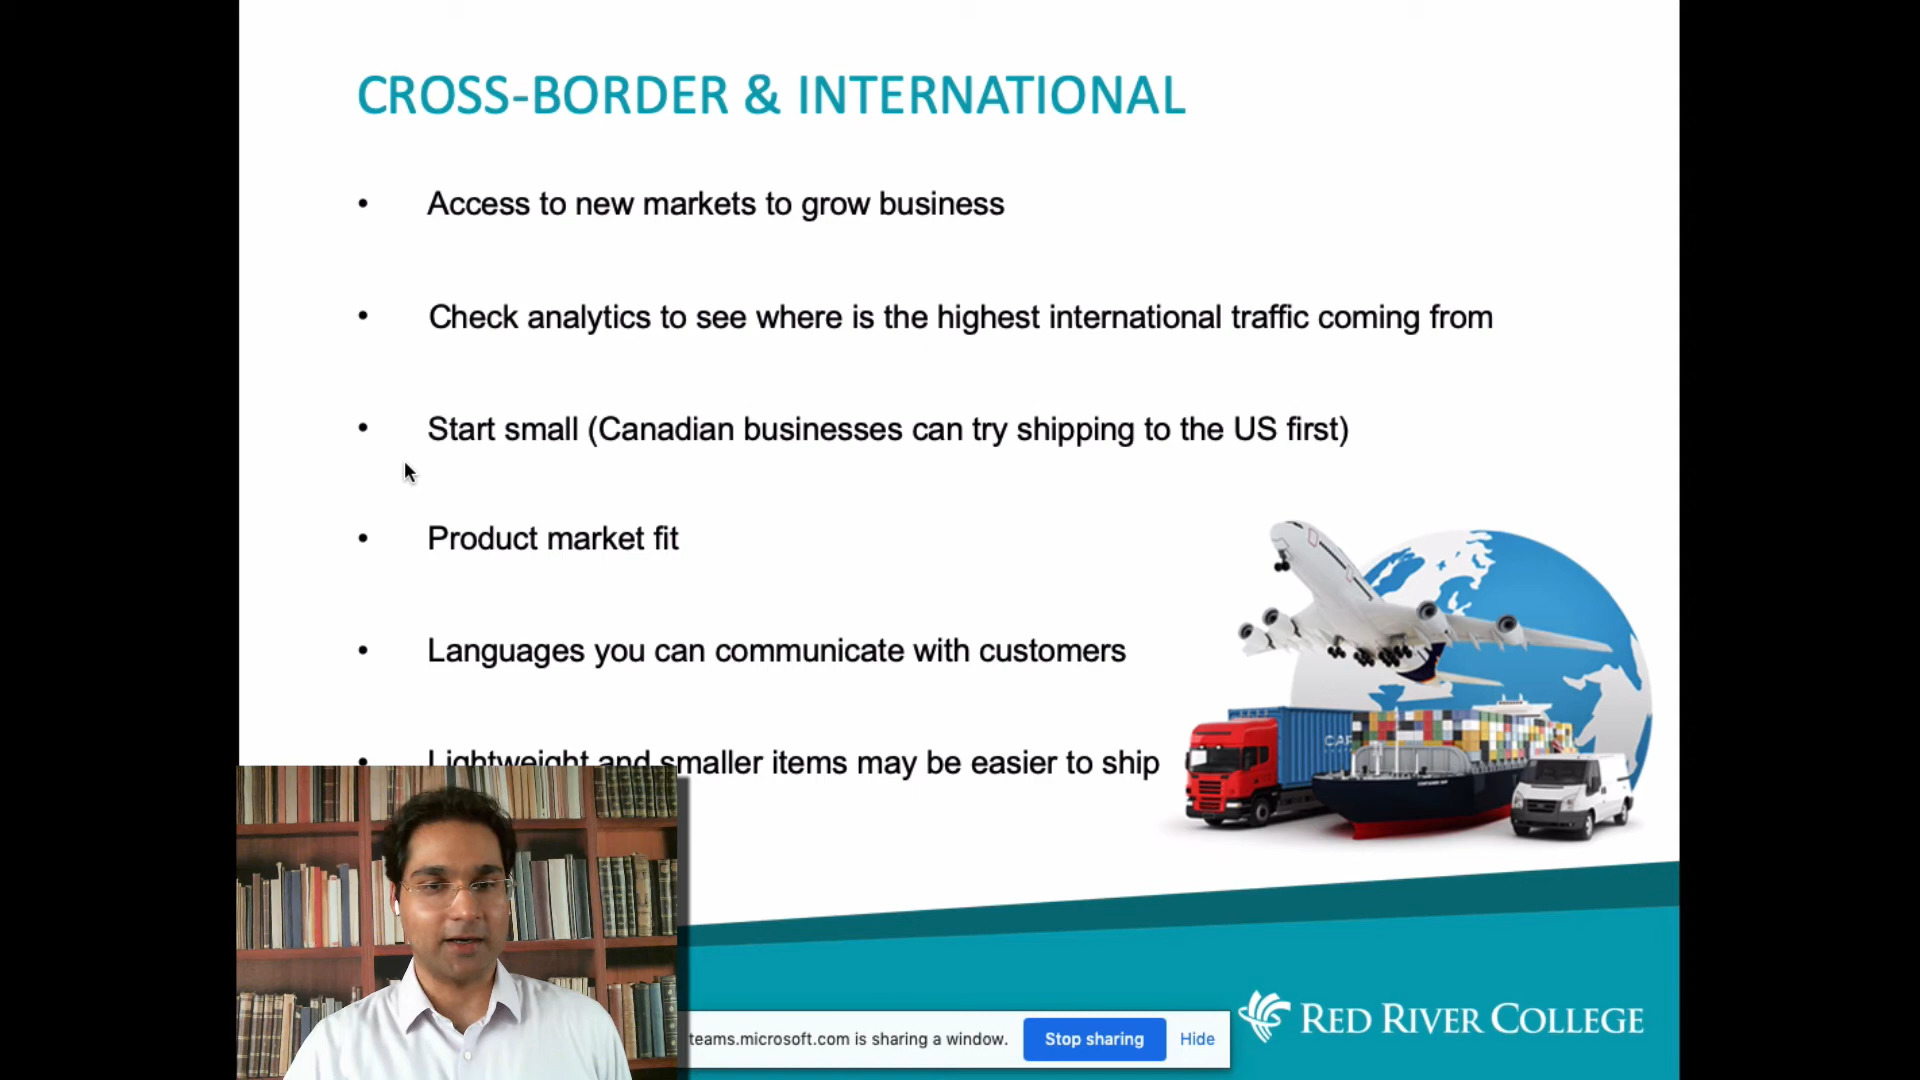 CROSS-BORDER & INTERNATIONAL
• Access to new markets to grow business
• Check analytics to see where is the highest international traffic coming from
• Start small (Canadian businesses can try shipping to the US first)
• Product market fit
• Languages you can communicate with customers
• Lightweight and smaller items may be easier to ship
teams.microsoft.com is sharing a window. Stop sharing Hide
RED RIVER COLLEGE